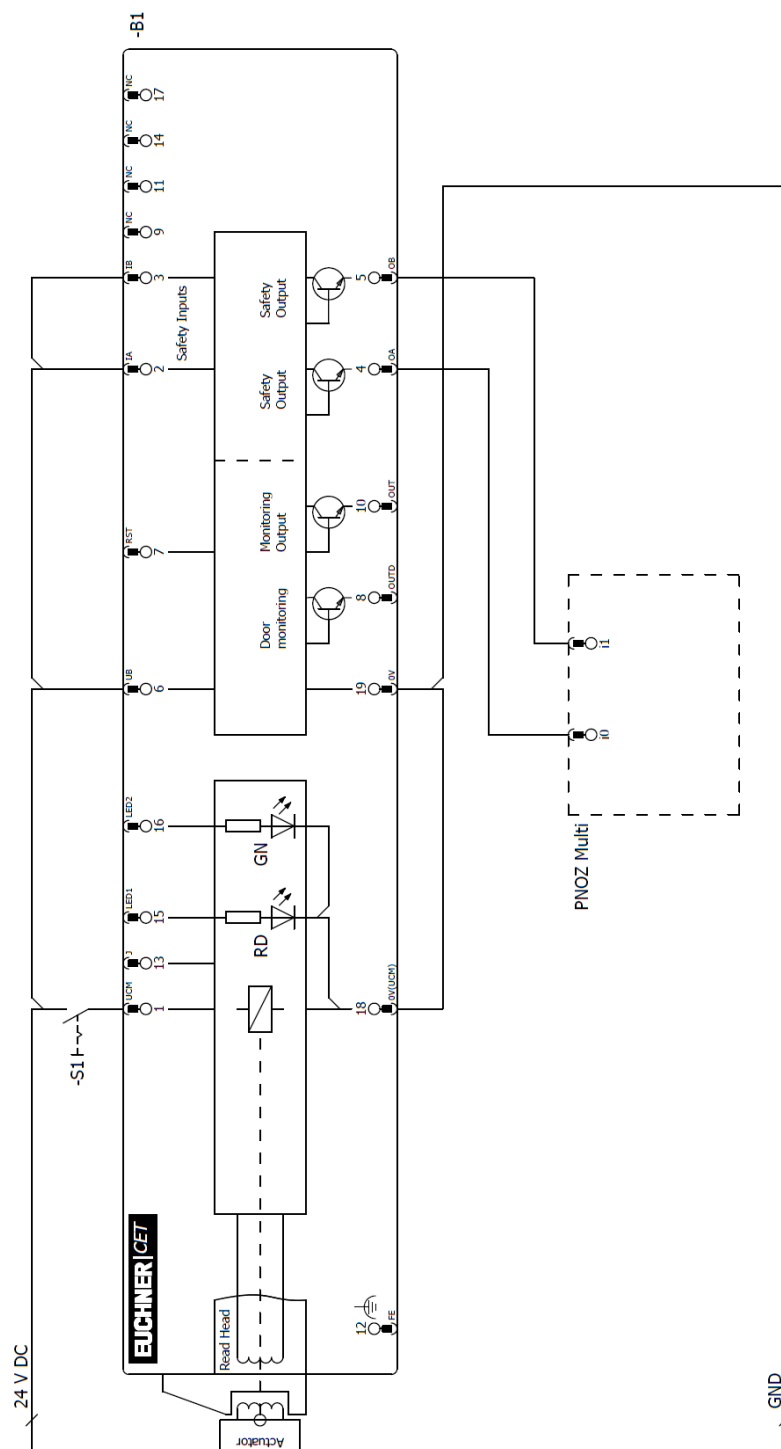 24 V DC
-S1
-B1
EUCHNER|CET
UCM
J
LED1
LED2
UB
RST
IA
IB
NC
NC
NC
NC
1
13
15
16
6
7
2
3
9
11
14
17
Safety Inputs
Actuator
Read Head
RD
GN
Door
monitoring
Monitoring
Output
Safety
Output
Safety
Output
12
18
19
8
10
4
5
FE
0V(UCM)
0V
OUTD
OUT
OA
OB
PNOZ Multi
i0
i1
GND